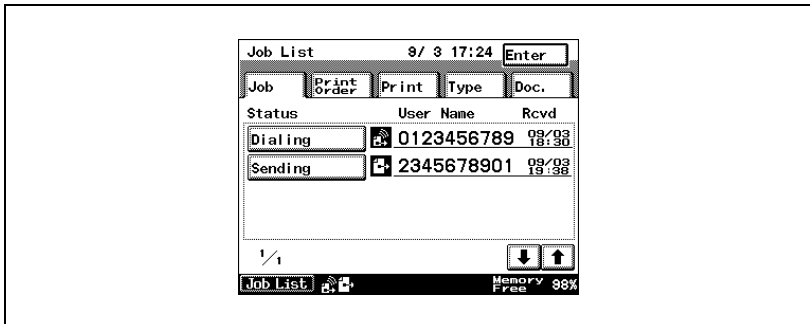 Job List 9/ 3 17:24 Enter
Job Print Order Print Type Doc.
Status User Name Rcvd
Dialing 0123456789 09/03 18:30
Sending 2345678901 09/03 19:38
1/1
Job List Memory Free 98%